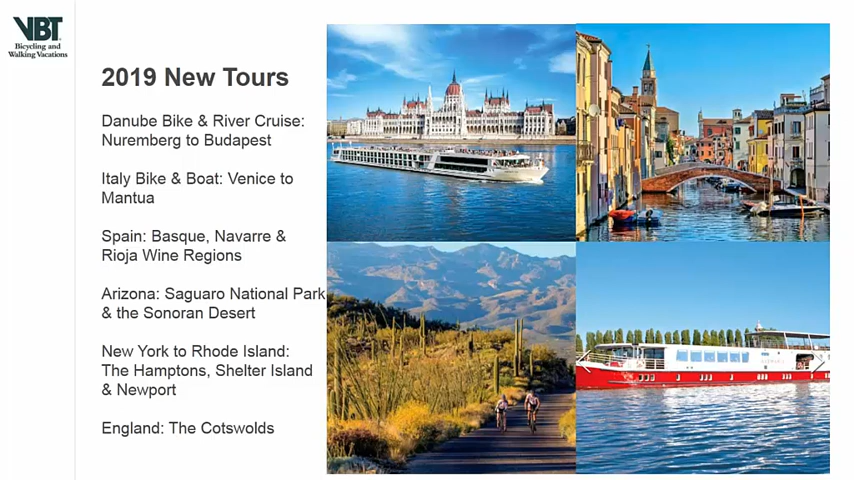 VBT
Bicycling and
Walking Vacations
2019 New Tours
Danube Bike & River Cruise:
Nuremberg to Budapest
Italy Bike & Boat: Venice to
Mantua
Spain: Basque, Navarre &
Rioja Wine Regions
Arizona: Saguaro National Park
& the Sonoran Desert
New York to Rhode Island:
The Hamptons, Shelter Island
& Newport
England: The Cotswolds